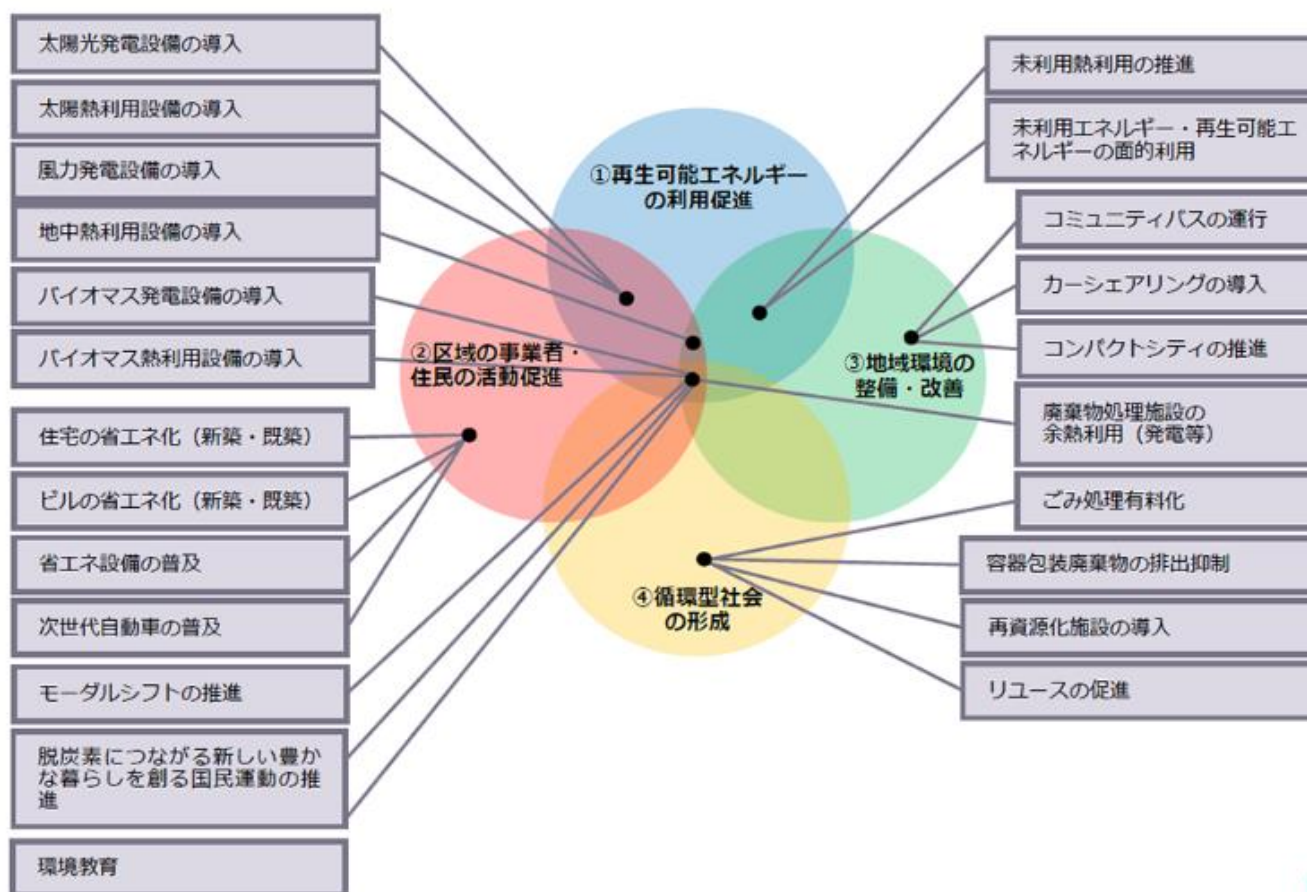 太陽光発電設備の導入
太陽熱利用設備の導入
風力発電設備の導入
地中熱利用設備の導入
バイオマス発電設備の導入
バイオマス熱利用設備の導入
住宅の省エネ化（新築・既築）
ビルの省エネ化（新築・既築）
省エネ設備の普及
次世代自動車の普及
モーダルシフトの推進
脱炭素につながる新しい豊か
な暮らしを創る国民運動の推
進
環境教育
①再生可能エネルギー
の利用促進
②区域の事業者・
住民の活動促進
③地域環境の
整備・改善
④循環型社会
の形成
未利用熱利用の推進
未利用エネルギー・再生可能エ
ネルギーの面的利用
コミュニティバスの運行
カーシェアリングの導入
コンパクトシティの推進
廃棄物処理施設の
余熱利用（発電等）
ごみ処理有料化
容器包装廃棄物の排出抑制
再資源化施設の導入
リユースの促進